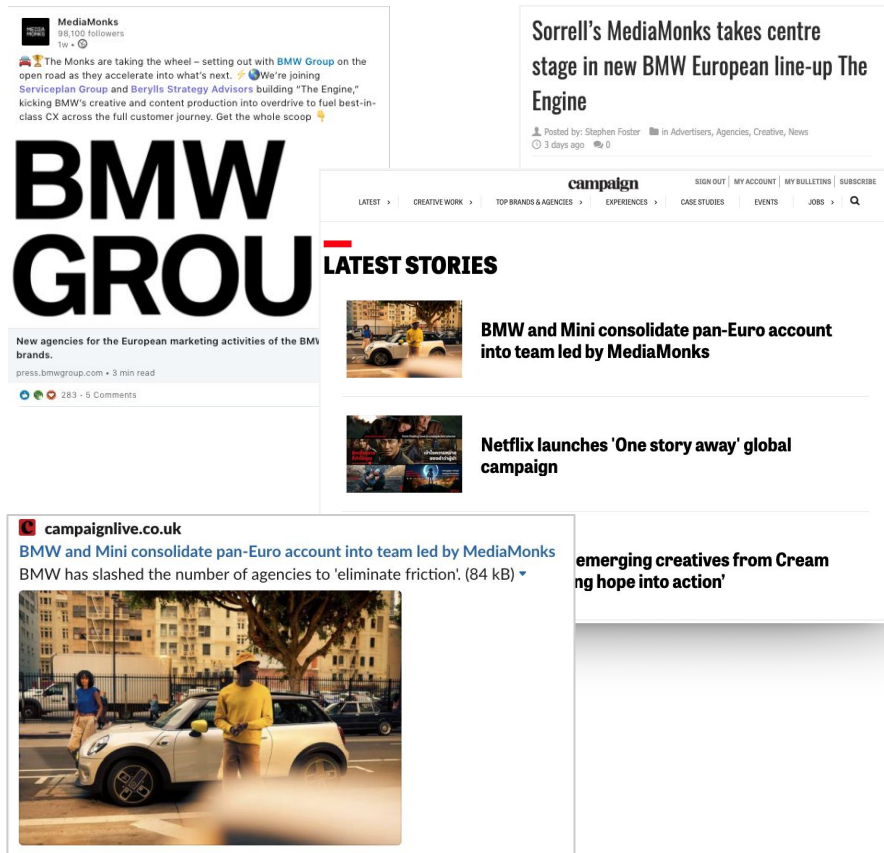 MEDIA
MONKS
MediaMonks
98,100 followers
1w •
🚘🏆The Monks are taking the wheel – setting out with BMW Group on the
open road as they accelerate into what's next. ⚡🌎We're joining
Serviceplan Group and Berylls Strategy Advisors building "The Engine,"
kicking BMW's creative and content production into overdrive to fuel best-in-
class CX across the full customer journey. Get the whole scoop 👇
BMW
GROU
New agencies for the European marketing activities of the BMW
brands.
press.bmwgroup.com • 3 min read
283 · 5 Comments
Sorrell's MediaMonks takes centre
stage in new BMW European line-up The
Engine
Posted by: Stephen Foster in Advertisers, Agencies, Creative, News
3 days ago 0
campaign
SIGN OUT MY ACCOUNT MY BULLETINS SUBSCRIBE
LATEST › CREATIVE WORK › TOP BRANDS & AGENCIES › EXPERIENCES › CASE STUDIES EVENTS JOBS ›
LATEST STORIES
BMW and Mini consolidate pan-Euro account
into team led by MediaMonks
Netflix launches 'One story away' global
campaign
emerging creatives from Cream
ng hope into action'
campaignlive.co.uk
BMW and Mini consolidate pan-Euro account into team led by MediaMonks
BMW has slashed the number of agencies to 'eliminate friction'. (84 kB)